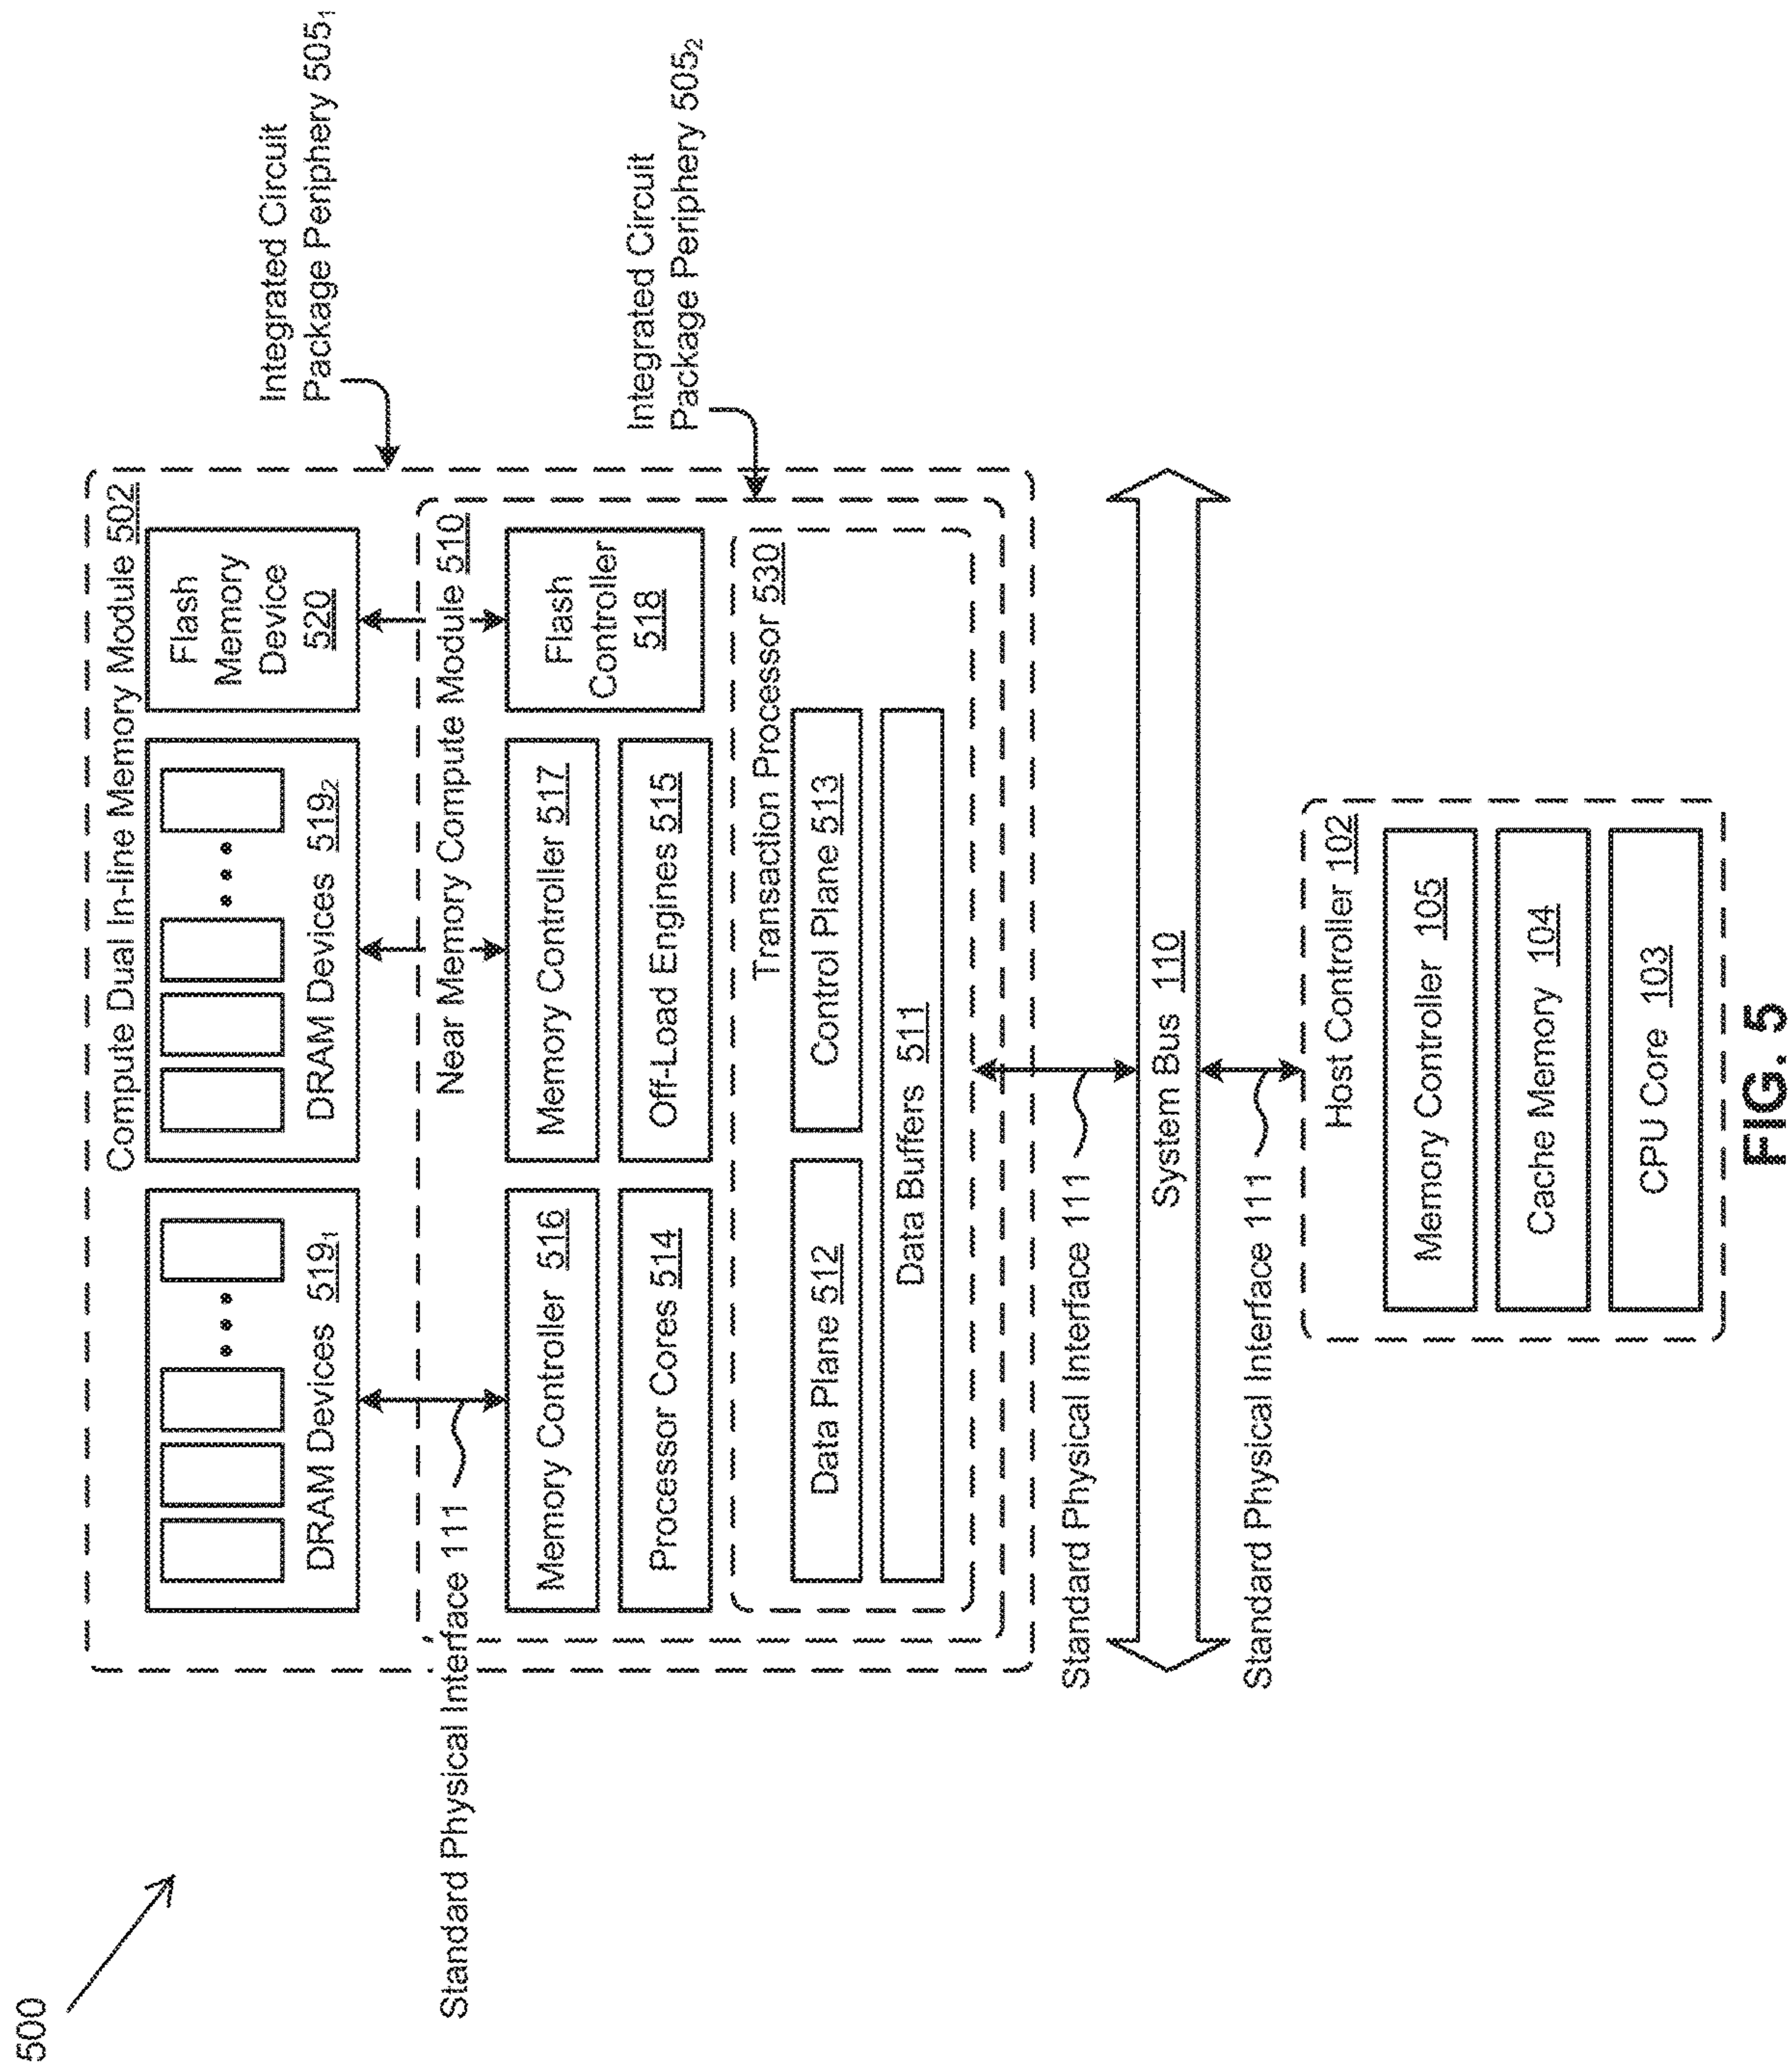 500
Compute Dual In-line Memory Module 502
DRAM Devices 519₁
DRAM Devices 519₂
Flash
Memory
Device
520
Integrated Circuit
Package Periphery 505₁
Standard Physical Interface 111
Near Memory Compute Module 510
Memory Controller 516
Memory Controller 517
Flash
Controller
518
Processor Cores 514
Off-Load Engines 515
Integrated Circuit
Package Periphery 505₂
Transaction Processor 530
Data Plane 512
Control Plane 513
Data Buffers 511
Standard Physical Interface 111
System Bus 110
Standard Physical Interface 111
Host Controller 102
Memory Controller 105
Cache Memory 104
CPU Core 103
FIG. 5